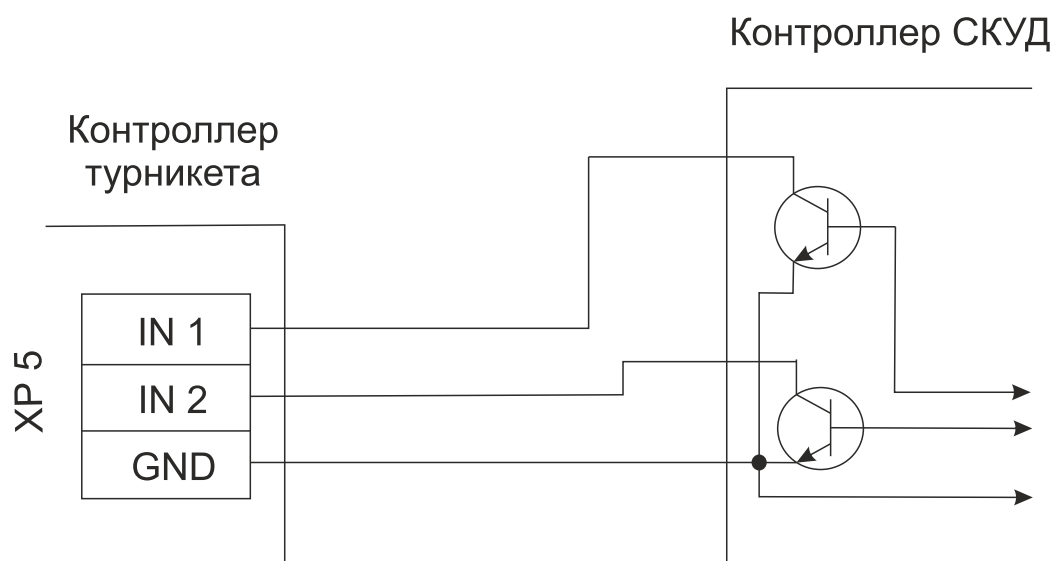 Контроллер СКУД
Контроллер
турникета
XP 5
IN 1
IN 2
GND